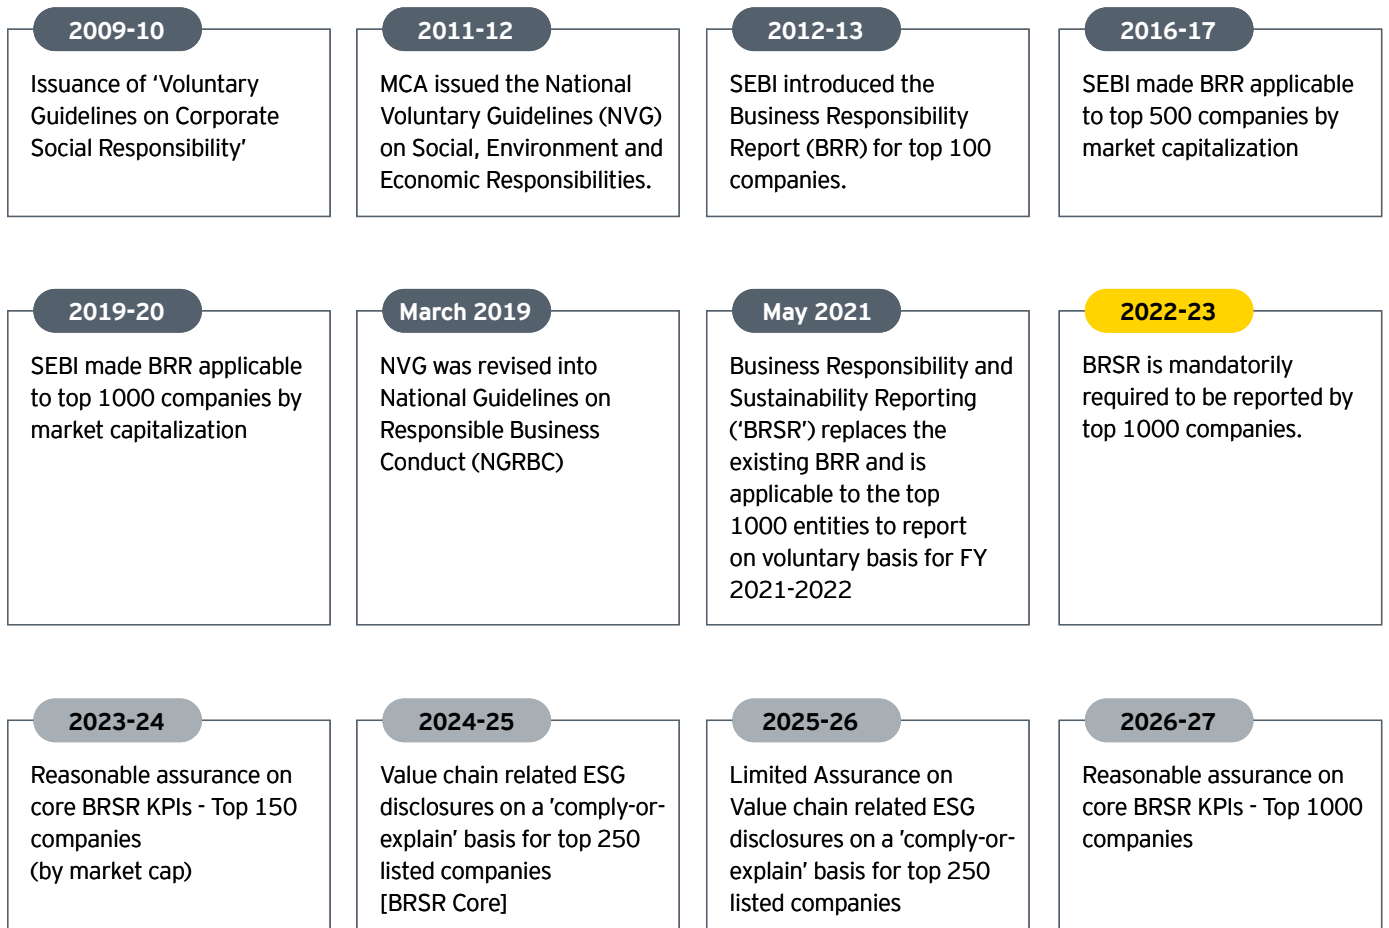 2009-10
Issuance of ‘Voluntary
Guidelines on Corporate
Social Responsibility’
2011-12
MCA issued the National
Voluntary Guidelines (NVG)
on Social, Environment and
Economic Responsibilities.
2012-13
SEBI introduced the
Business Responsibility
Report (BRR) for top 100
companies.
2016-17
SEBI made BRR applicable
to top 500 companies by
market capitalization
2019-20
SEBI made BRR applicable
to top 1000 companies by
market capitalization
March 2019
NVG was revised into
National Guidelines on
Responsible Business
Conduct (NGRBC)
May 2021
Business Responsibility and
Sustainability Reporting
(‘BRSR’) replaces the
existing BRR and is
applicable to the top
1000 entities to report
on voluntary basis for FY
2021-2022
2022-23
BRSR is mandatorily
required to be reported by
top 1000 companies.
2023-24
Reasonable assurance on
core BRSR KPIs - Top 150
companies
(by market cap)
2024-25
Value chain related ESG
disclosures on a ’comply-or-
explain’ basis for top 250
listed companies
[BRSR Core]
2025-26
Limited Assurance on
Value chain related ESG
disclosures on a ’comply-or-
explain’ basis for top 250
listed companies
2026-27
Reasonable assurance on
core BRSR KPIs - Top 1000
companies